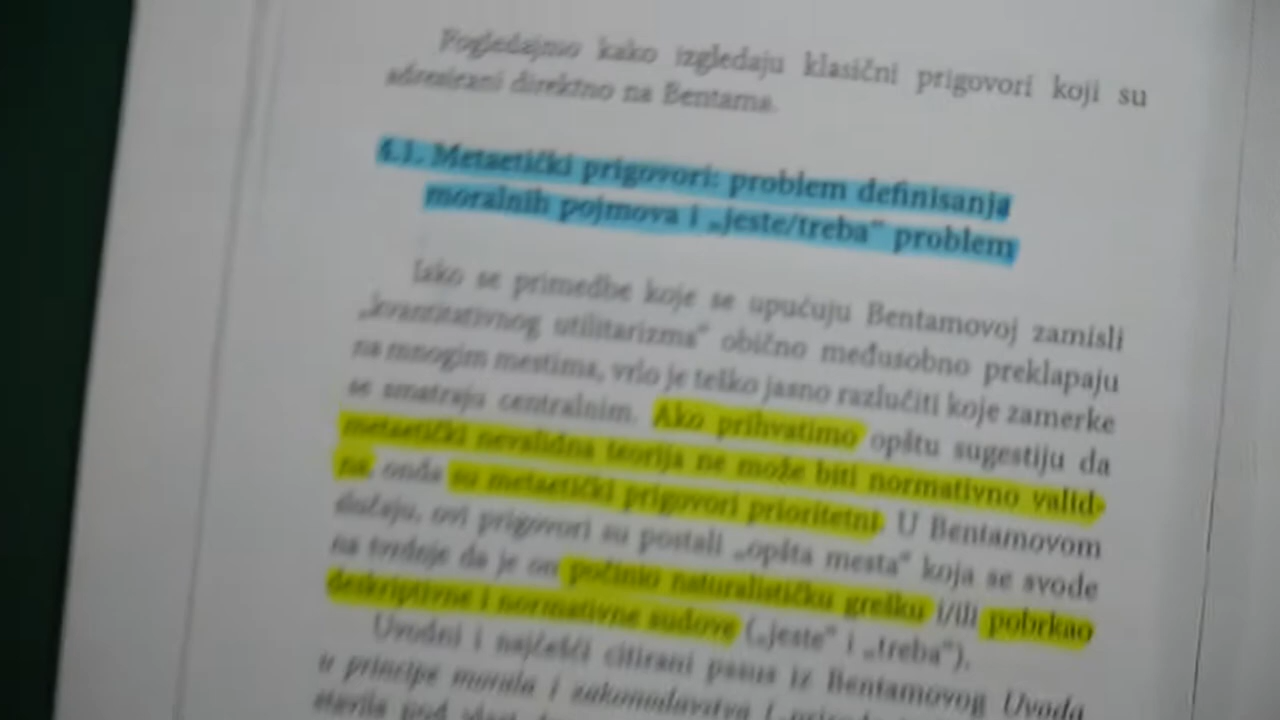 Pogledajmo kako izgledaju klasični prigovori koji su
adresirani direktno na Bentama.
4.1. Metaetički prigovori: problem definisanja
moralnih pojmova i „jeste/treba“ problem
Iako se primedbe koje se upućuju Bentamovoj zamisli
„kvantitativnog utilitarizma“ obično međusobno preklapaju
na mnogim mestima, vrlo je teško jasno razlučiti koje zamerke
se smatraju centralnim. Ako prihvatimo opštu sugestiju da
metaetički nevalidna teorija ne može biti normativno valid-
na, onda su metaetički prigovori prioritetni. U Bentamovom
slučaju, ovi prigovori su postali „opšta mesta“ koja se svode
na tvrdnje da je on počinio naturalističku grešku i/ili pobrkao
deskriptivne i normativne sudove („jeste“ i „treba“).
Uvodni i najčešći citirani pasus iz Bentamovog Uvoda
u principe morala i zakonodavstva
stavila pod vlast